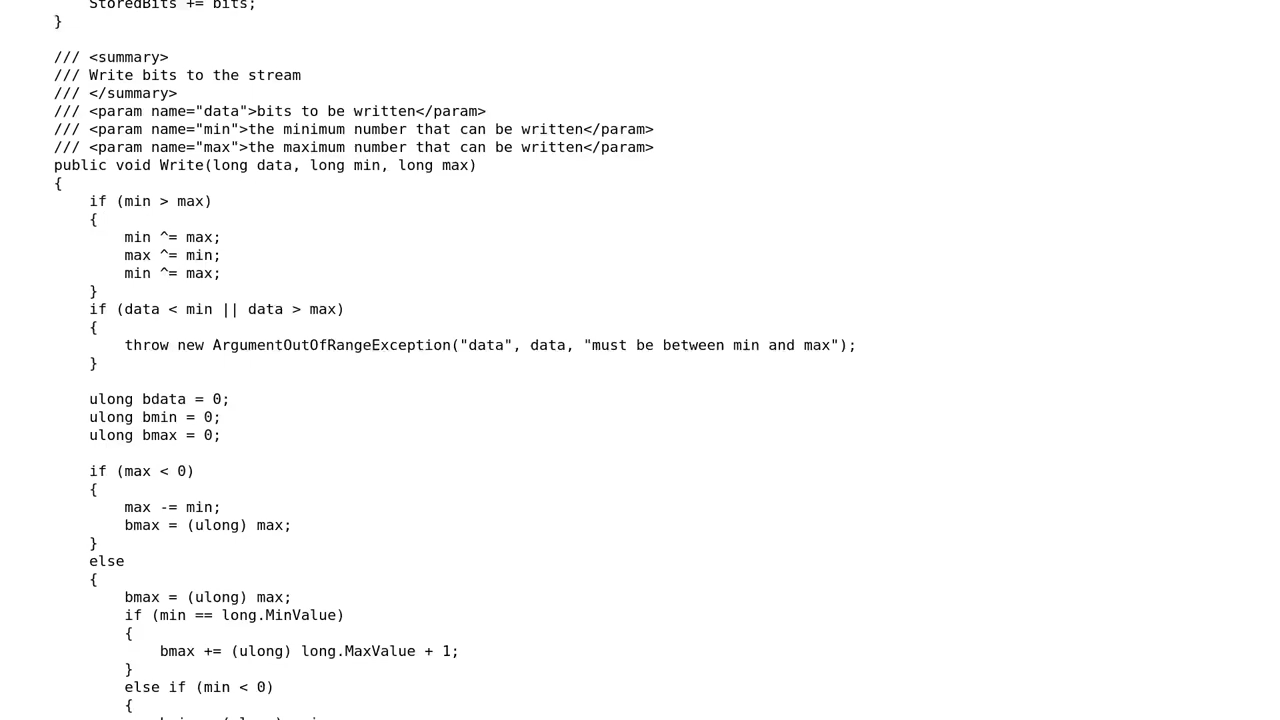 StoredBits += bits;
}
/// <summary>
/// Write bits to the stream
/// </summary>
/// <param name="data">bits to be written</param>
/// <param name="min">the minimum number that can be written</param>
/// <param name="max">the maximum number that can be written</param>
public void Write(long data, long min, long max)
{
if (min > max)
{
min ^= max;
max ^= min;
min ^= max;
}
if (data < min || data > max)
{
throw new ArgumentOutOfRangeException("data", data, "must be between min and max");
}
ulong bdata = 0;
ulong bmin = 0;
ulong bmax = 0;
if (max < 0)
{
max -= min;
bmax = (ulong) max;
}
else
{
bmax = (ulong) max;
if (min == long.MinValue)
{
bmax += (ulong) long.MaxValue + 1;
}
else if (min < 0)
{